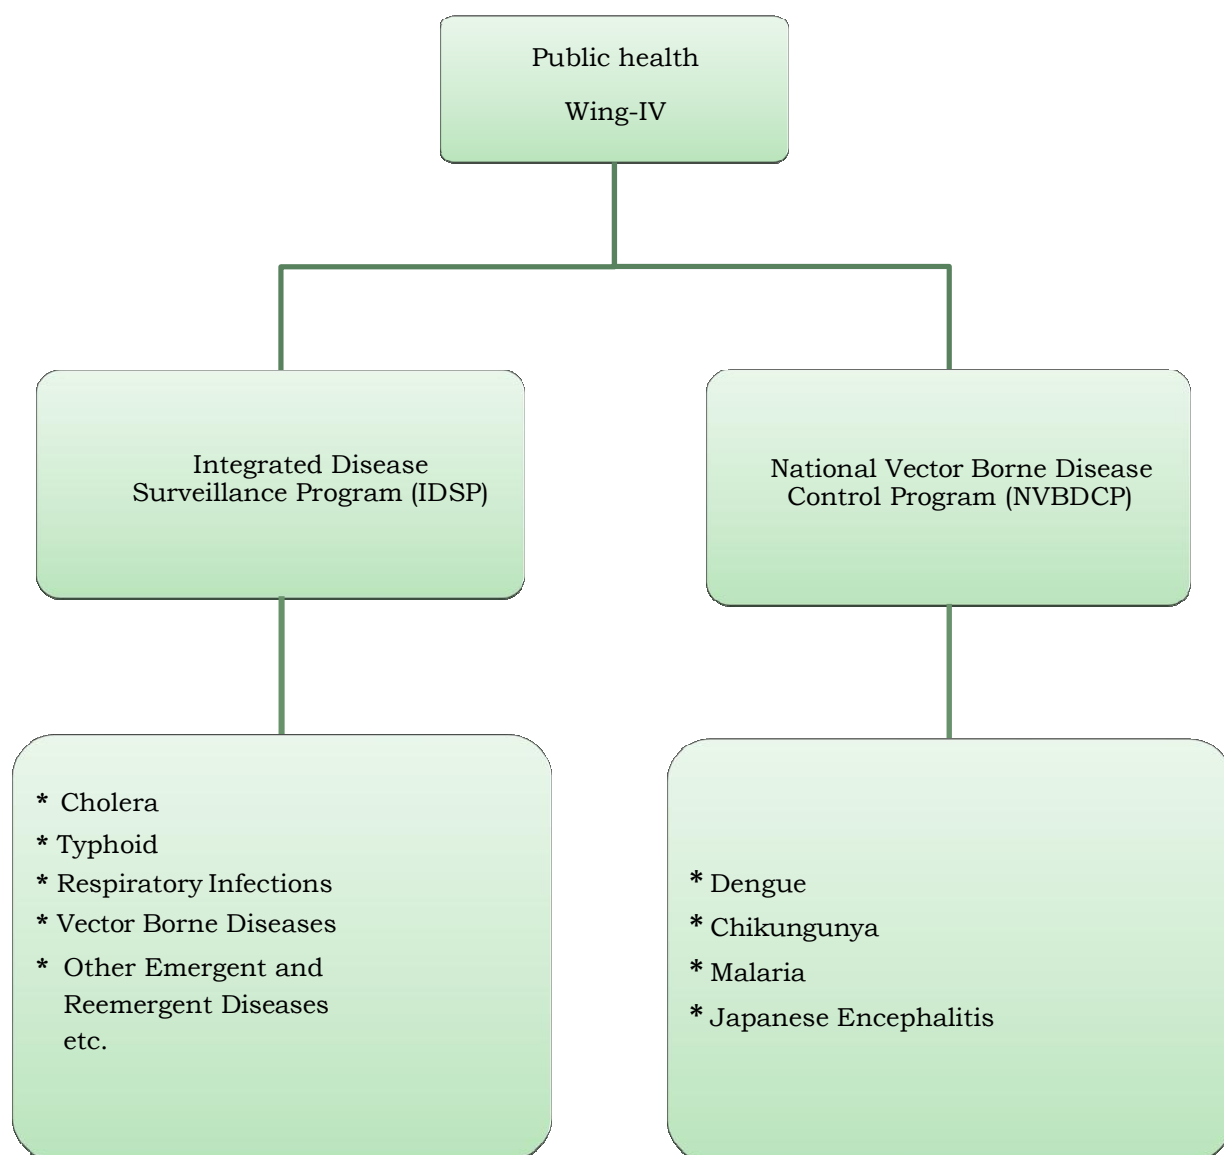 Public health
Wing-IV
Integrated Disease
Surveillance Program (IDSP)
National Vector Borne Disease
Control Program (NVBDCP)
* Cholera
* Typhoid
* Respiratory Infections
* Vector Borne Diseases
* Other Emergent and
Reemergent Diseases
etc.
* Dengue
* Chikungunya
* Malaria
* Japanese Encephalitis